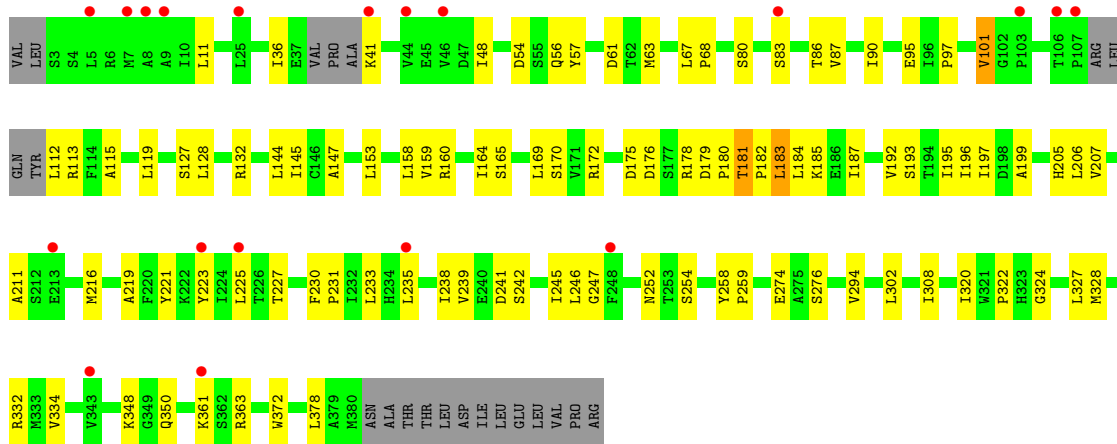 VAL LEU S3 S4 L5 R6 M7 A8 A9 I10 L11 L25 I36 E37 VAL PRO ALA K41 V44 E45 V46 D47 I48 D54 S55 Q56 Y57 D61 T62 M63 L67 P68 S80 S83 T86 V87 I90 E95 I96 P97 V101 G102 P103 T106 P107 ARG LEU
GLN TYR L112 R113 F114 A115 L119 S127 L128 R132 L144 I145 C146 A147 L153 L158 V159 R160 I164 S165 L169 S170 V171 R172 D175 D176 S177 R178 D179 P180 T181 P182 L183 L184 K185 E186 I187 V192 S193 T194 I195 I196 I197 D198 A199 H205 L206 V207
A211 S212 E213 M216 A219 F220 Y221 K222 Y223 I224 L225 T226 T227 F230 P231 I232 L233 H234 L235 I238 V239 E240 D241 S242 I245 L246 G247 F248 N252 T253 S254 Y258 P259 E274 A275 S276 V294 L302 I308 I320 W321 P322 H323 G324 L327 M328
R332 M333 V334 V343 K348 G349 Q350 K361 S362 R363 W372 L378 A379 M380 ASN ALA THR THR LEU ASP ILE LEU GLU LEU VAL PRO ARG